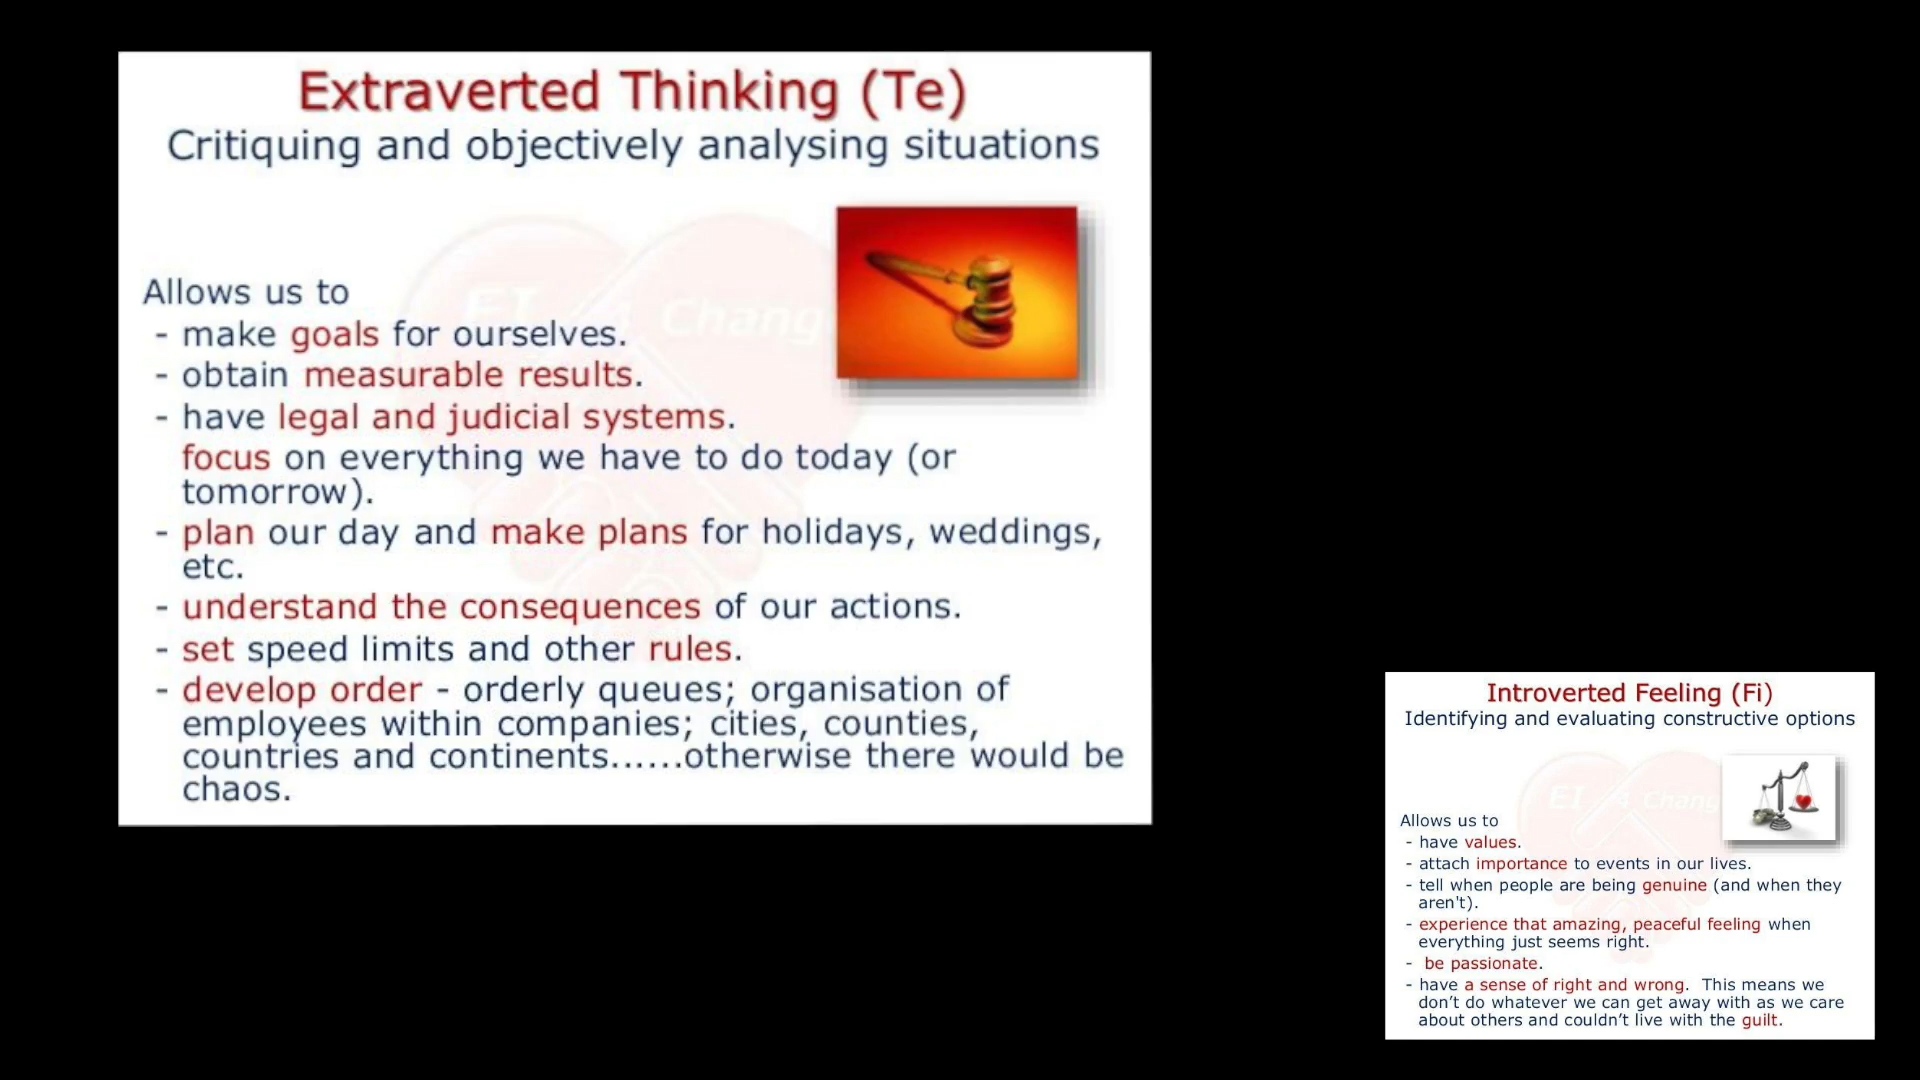 Extraverted Thinking (Te)
Critiquing and objectively analysing situations
EI 4 Chang
Allows us to
- make goals for ourselves.
- obtain measurable results.
- have legal and judicial systems.
focus on everything we have to do today (or
tomorrow).
- plan our day and make plans for holidays, weddings,
etc.
- understand the consequences of our actions.
- set speed limits and other rules.
- develop order - orderly queues; organisation of
employees within companies; cities, counties,
countries and continents......otherwise there would be
chaos.
Introverted Feeling (Fi)
Identifying and evaluating constructive options
EI 4 Chang
Allows us to
- have values.
- attach importance to events in our lives.
- tell when people are being genuine (and when they
aren't).
- experience that amazing, peaceful feeling when
everything just seems right.
- be passionate.
- have a sense of right and wrong. This means we
don't do whatever we can get away with as we care
about others and couldn't live with the guilt.